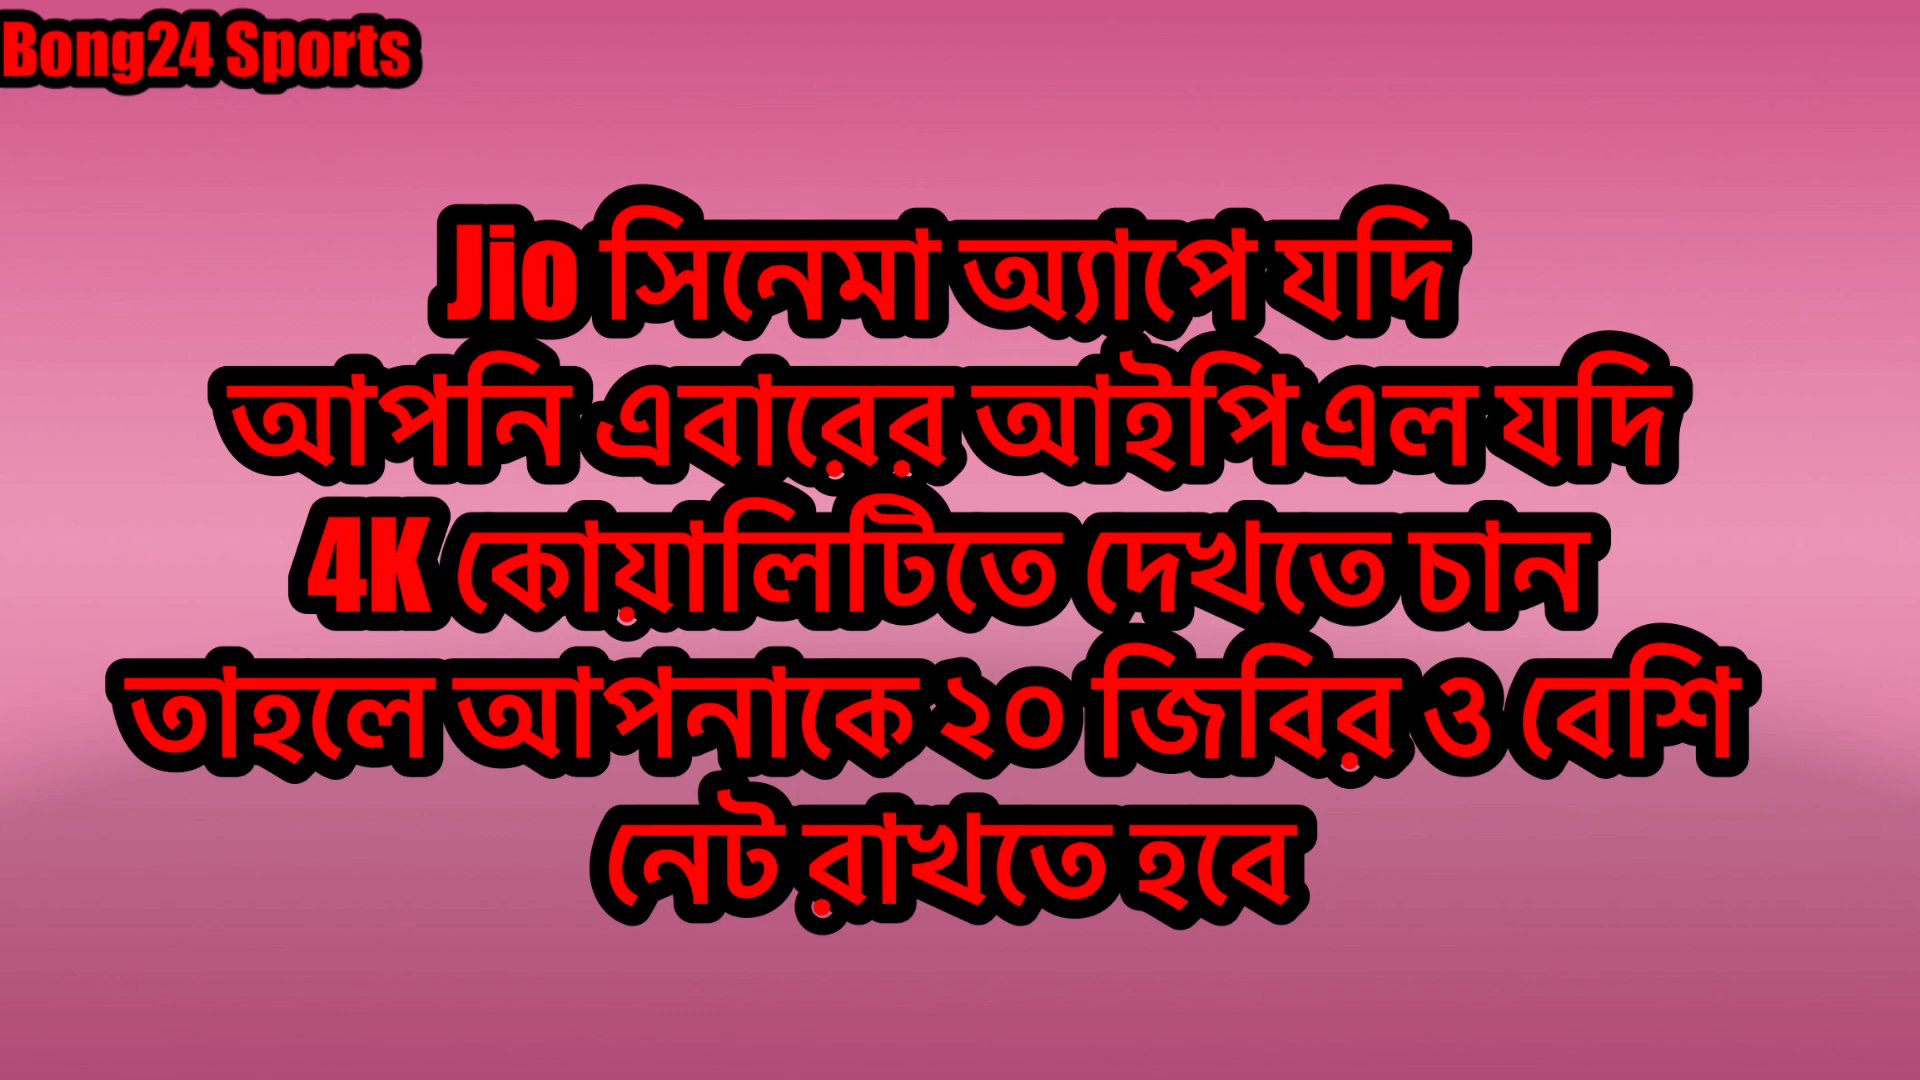 Bong24 Sports
Jio সিনেমা অ্যাপে যদি
আপনি এবারের আইপিএল যদি
4K কোয়ালিটিতে দেখতে চান
তাহলে আপনাকে ২০ জিবির ও বেশি
নেট রাখতে হবে